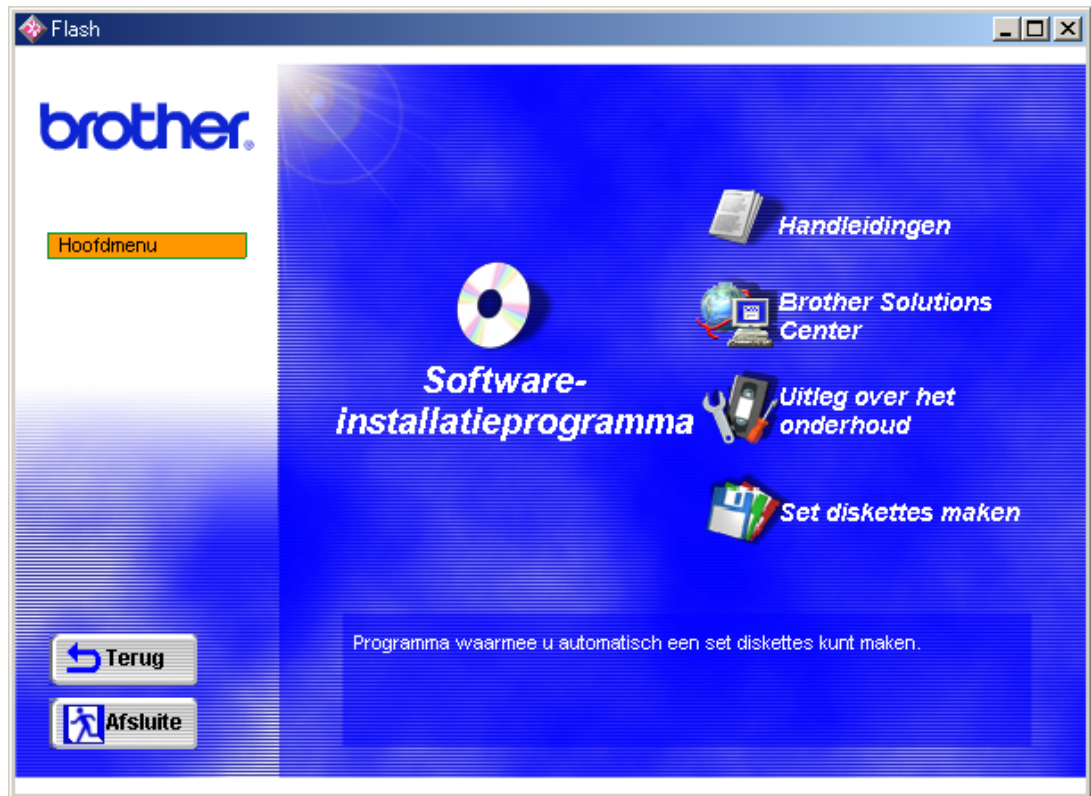 Flash
brother®
Hoofdmenu
Software-
installatieprogramma
Handleidingen
Brother Solutions
Center
Uitleg over het
onderhoud
Set diskettes maken
Programma waarmee u automatisch een set diskettes kunt maken.
Terug
Afsluite